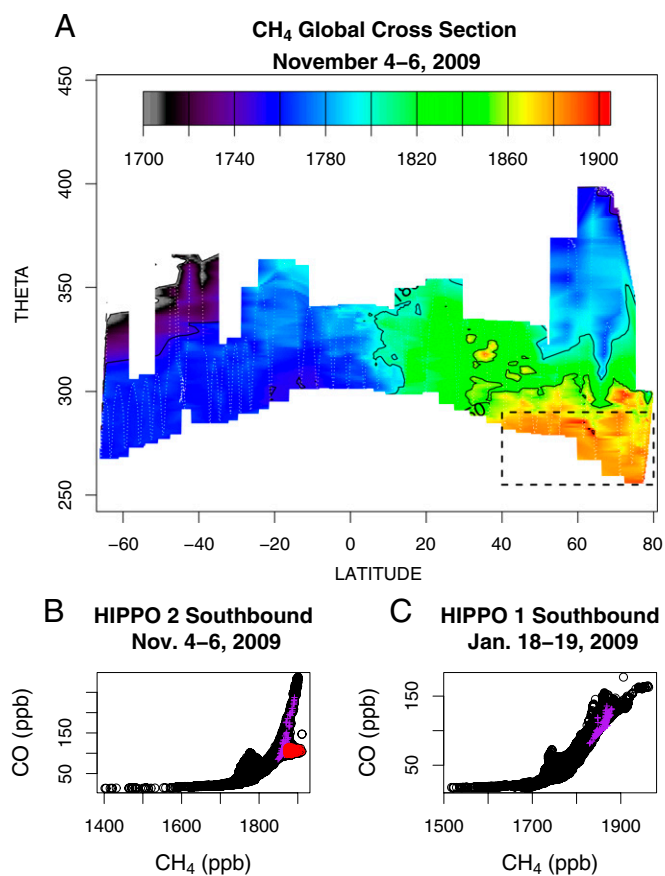 A
CH4 Global Cross Section
November 4–6, 2009
1700 1740 1780 1820 1860 1900
THETA
450
400
350
300
250
−60 −40 −20 0 20 40 60 80
LATITUDE
B
HIPPO 2 Southbound
Nov. 4–6, 2009
CO (ppb)
150
50
1400 1600 1800
CH4 (ppb)
C
HIPPO 1 Southbound
Jan. 18–19, 2009
CO (ppb)
150
50
1500 1700 1900
CH4 (ppb)